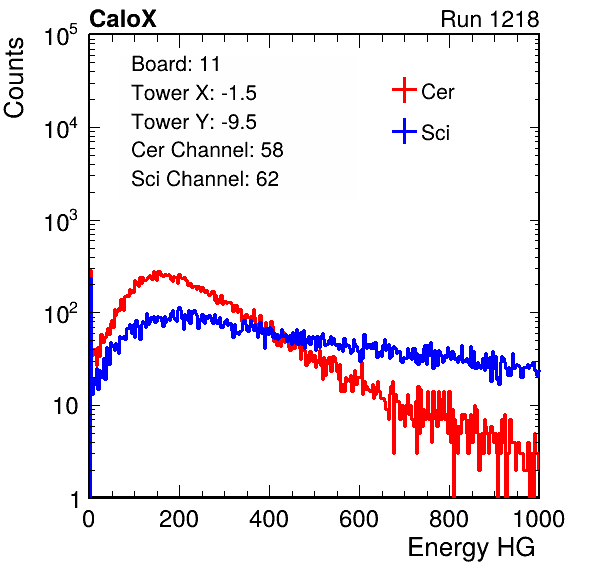 CaloX Run 1218
Board: 11
Tower X: -1.5
Tower Y: -9.5
Cer Channel: 58
Sci Channel: 62
Cer
Sci
Counts
10^5
10^4
10^3
10^2
10
1
0 200 400 600 800 1000
Energy HG